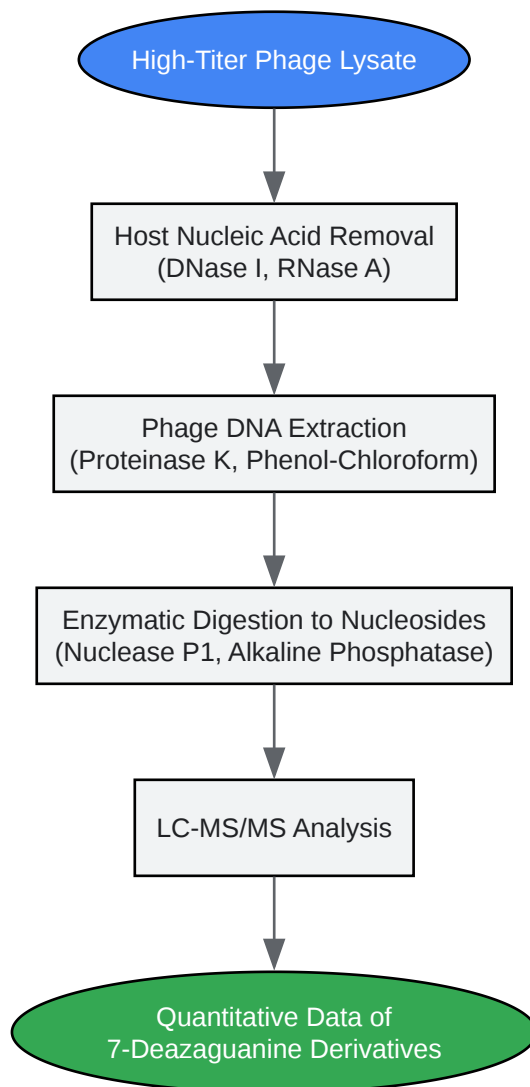 High-Titer Phage Lysate
Host Nucleic Acid Removal
(DNase I, RNase A)
Phage DNA Extraction
(Proteinase K, Phenol-Chloroform)
Enzymatic Digestion to Nucleosides
(Nuclease P1, Alkaline Phosphatase)
LC-MS/MS Analysis
Quantitative Data of
7-Deazaguanine Derivatives